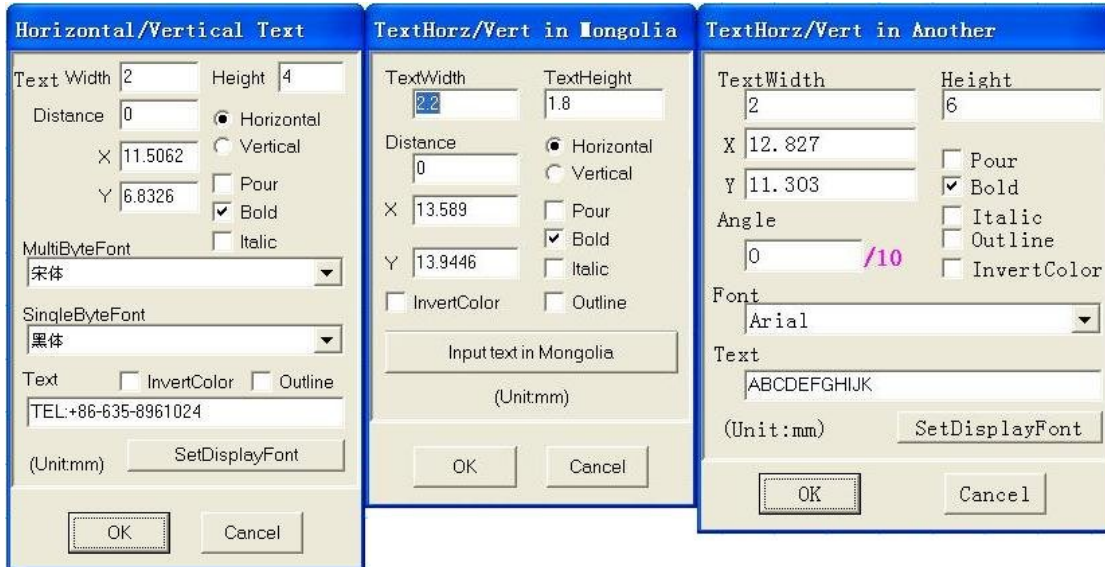 Horizontal/Vertical Text
Text Width 2 Height 4
Distance 0
Horizontal
Vertical
X 11.5062
Y 6.8326
Pour
Bold
Italic
MultiByteFont
宋体
SingleByteFont
黑体
Text InvertColor Outline
TEL:+86-635-8961024
(Unit:mm) SetDisplayFont
OK Cancel
TextHorz/Vert in Mongolia
TextWidth TextHeight
2.2 1.8
Distance
0
Horizontal
Vertical
X 13.589
Pour
Bold
Y 13.9446
Italic
InvertColor Outline
Input text in Mongolia
(Unit:mm)
OK Cancel
TextHorz/Vert in Another
TextWidth Height
2 6
X 12.827
Y 11.303
Pour
Bold
Angle
Italic
Outline
0 /10
InvertColor
Font
Arial
Text
ABCDEFGHIJK
(Unit:mm) SetDisplayFont
OK Cancel